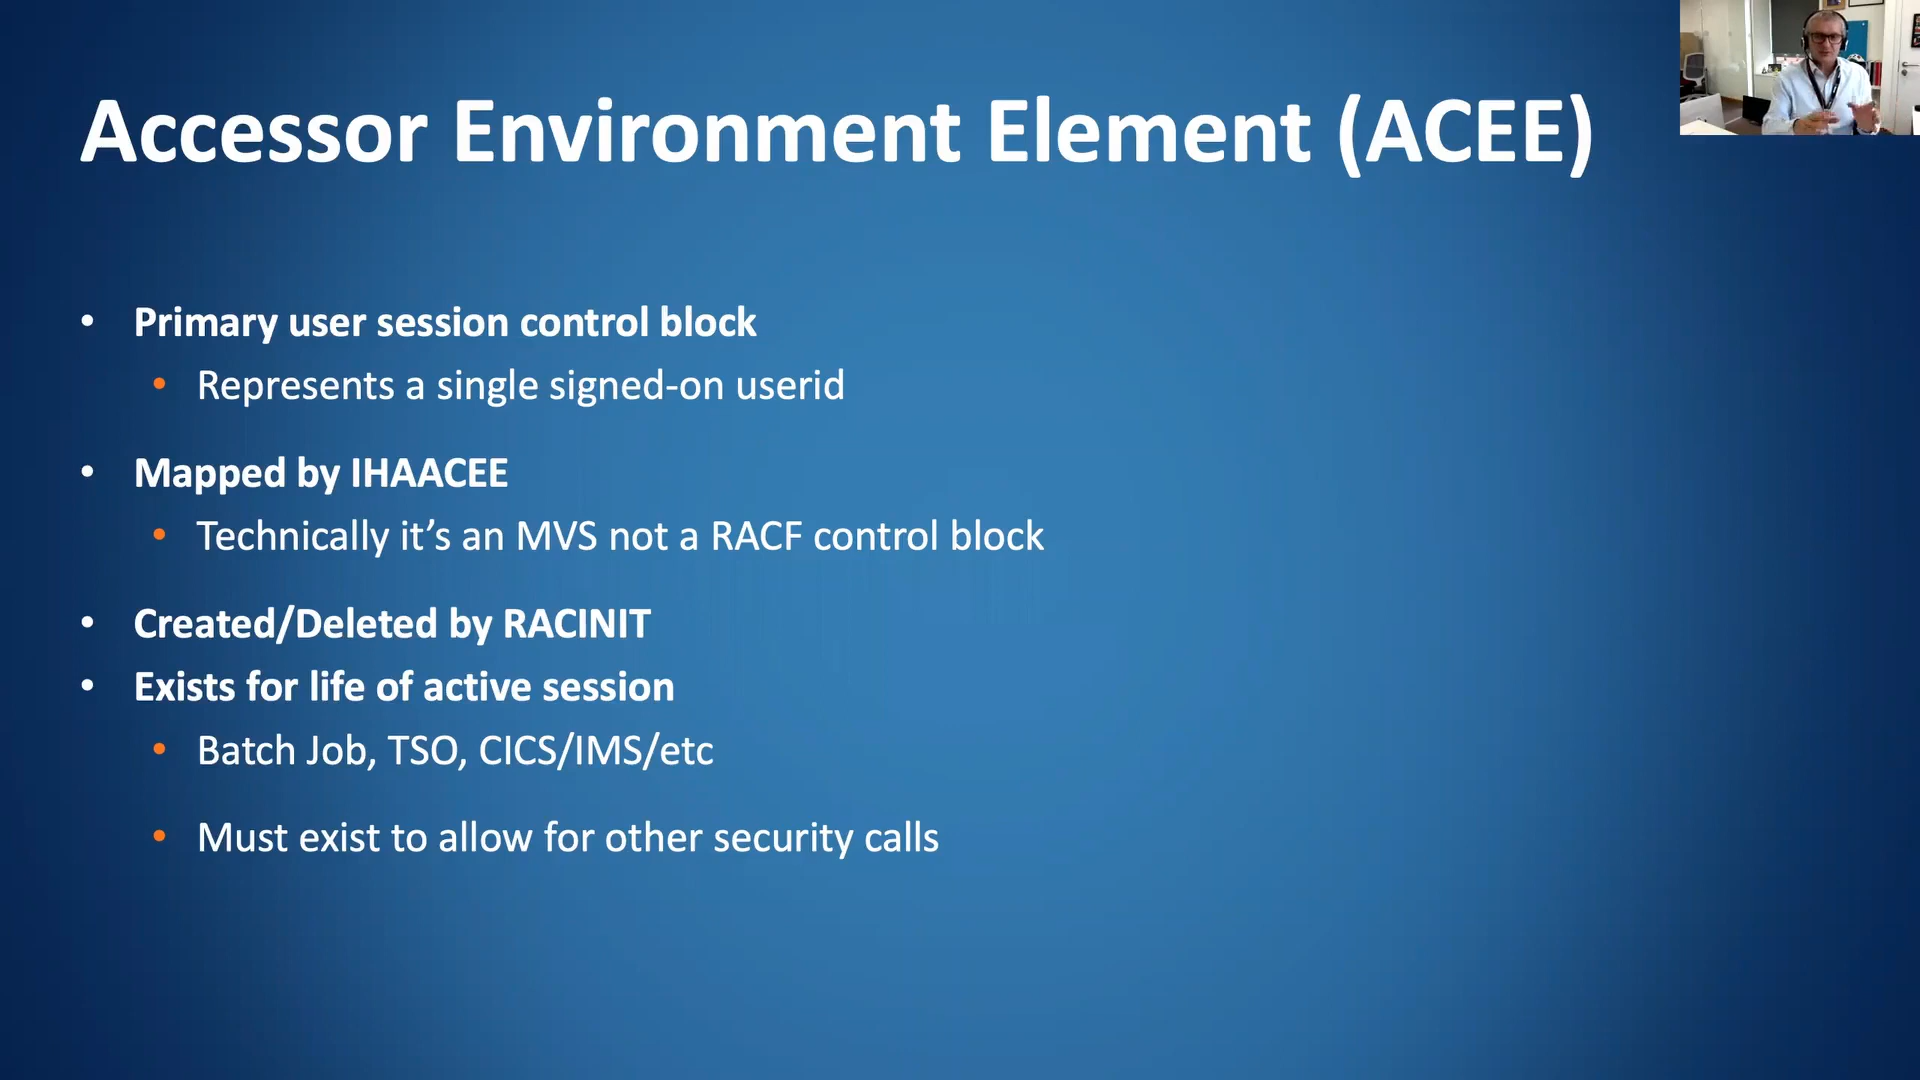 Accessor Environment Element (ACEE)
• Primary user session control block
• Represents a single signed-on userid
• Mapped by IHAACEE
• Technically it’s an MVS not a RACF control block
• Created/Deleted by RACINIT
• Exists for life of active session
• Batch Job, TSO, CICS/IMS/etc
• Must exist to allow for other security calls